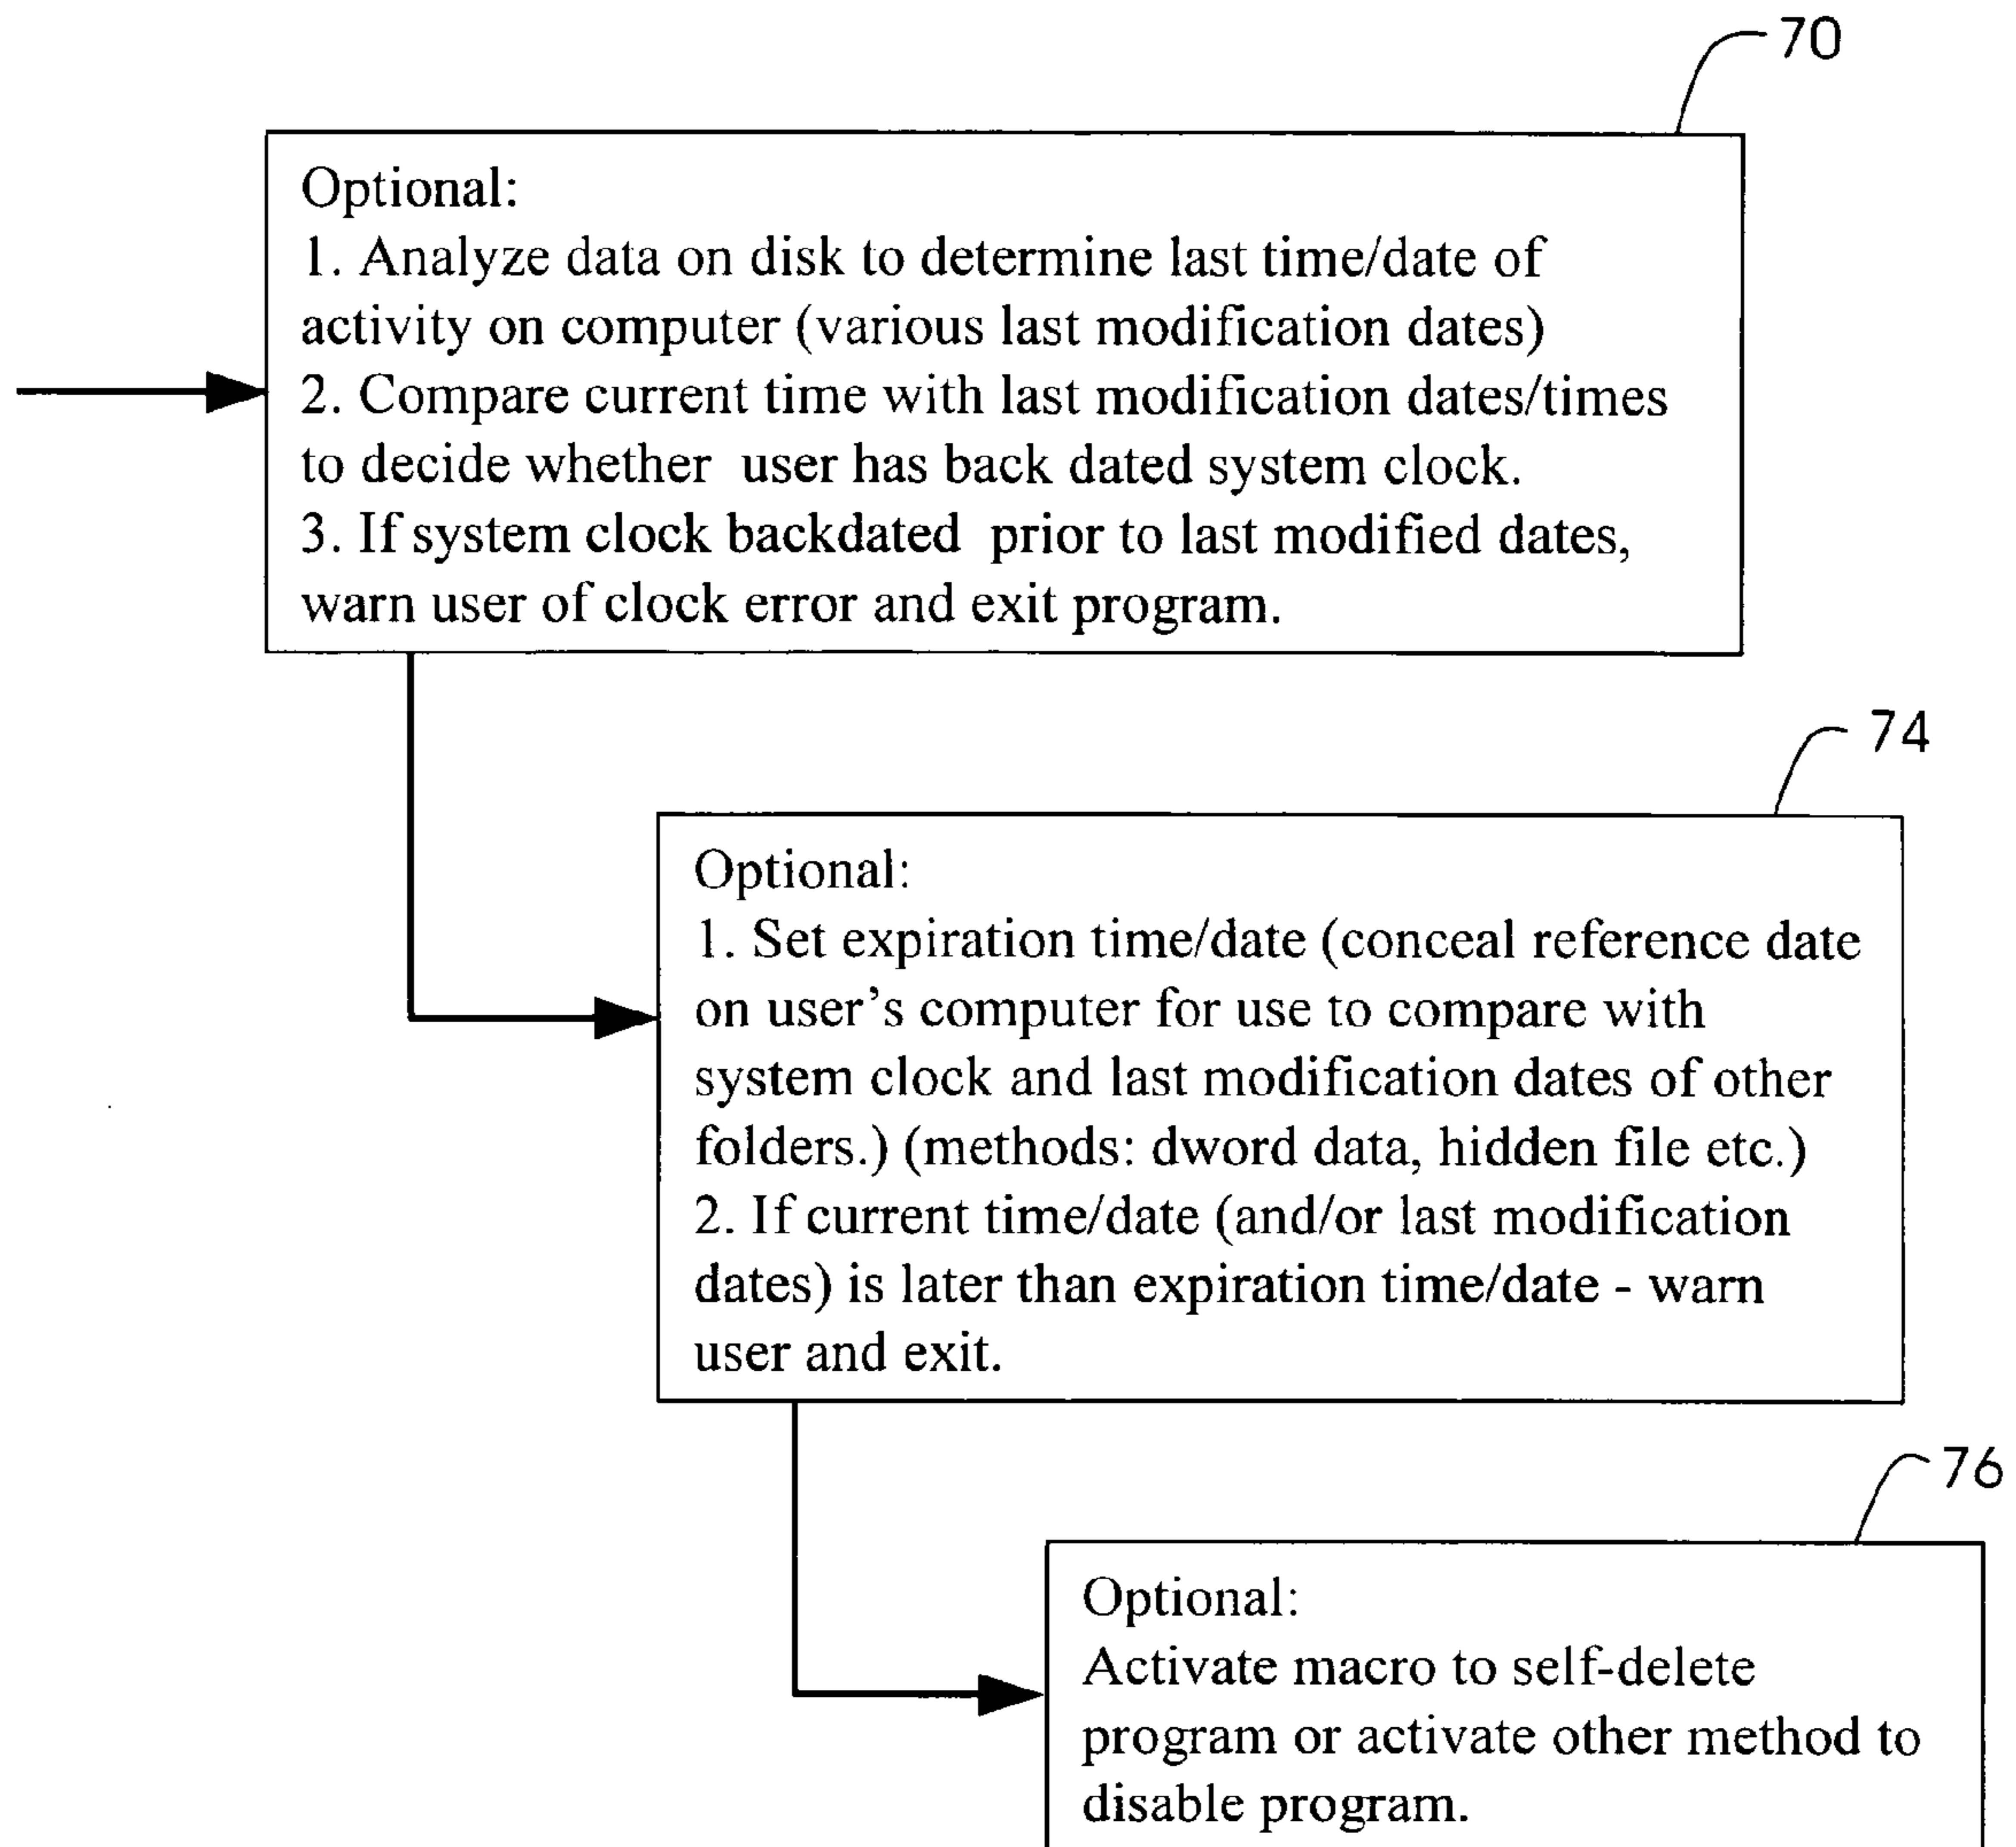 70
Optional:
1. Analyze data on disk to determine last time/date of
activity on computer (various last modification dates)
2. Compare current time with last modification dates/times
to decide whether user has back dated system clock.
3. If system clock backdated prior to last modified dates,
warn user of clock error and exit program.
74
Optional:
1. Set expiration time/date (conceal reference date
on user’s computer for use to compare with
system clock and last modification dates of other
folders.) (methods: dword data, hidden file etc.)
2. If current time/date (and/or last modification
dates) is later than expiration time/date - warn
user and exit.
76
Optional:
Activate macro to self-delete
program or activate other method to
disable program.